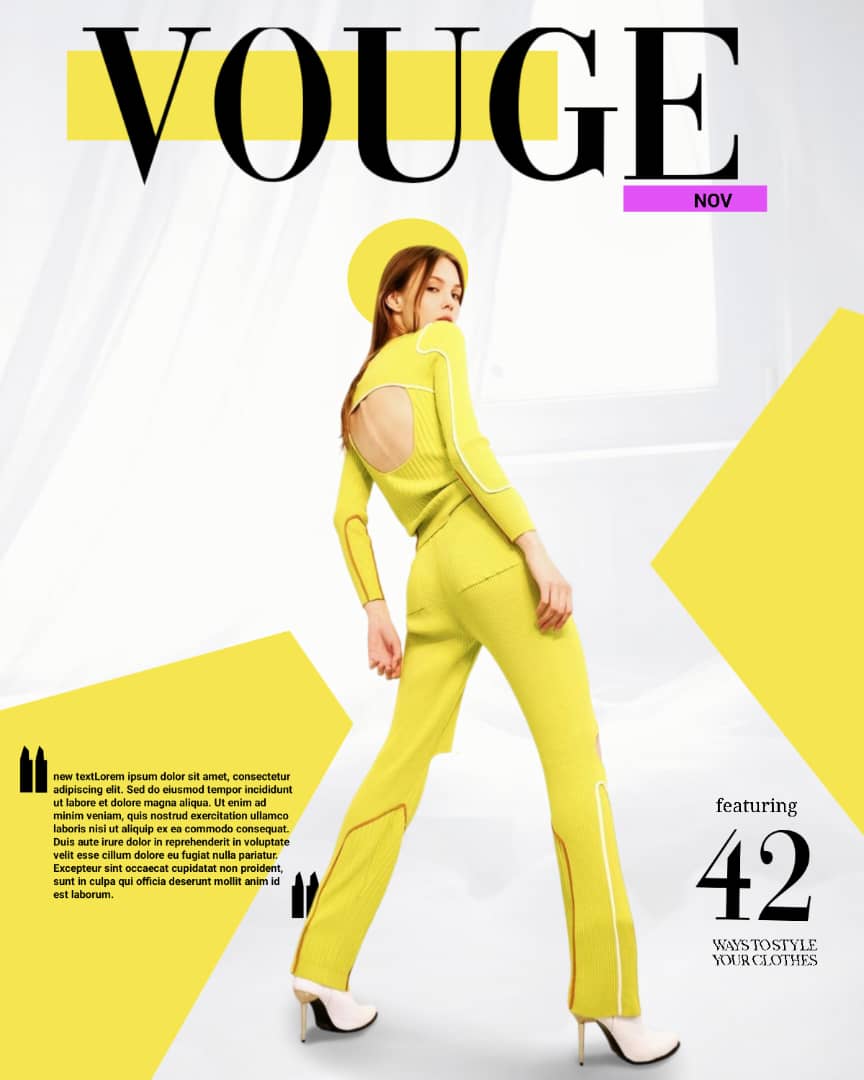 VOUGE
NOV
new textLorem ipsum dolor sit amet, consectetur
adipiscing elit. Sed do eiusmod tempor incididunt
ut labore et dolore magna aliqua. Ut enim ad
minim veniam, quis nostrud exercitation ullamco
laboris nisi ut aliquip ex ea commodo consequat.
Duis aute irure dolor in reprehenderit in voluptate
velit esse cillum dolore eu fugiat nulla pariatur.
Excepteur sint occaecat cupidatat non proident,
sunt in culpa qui officia deserunt mollit anim id
est laborum.
featuring
42
WAYS TO STYLE
YOUR CLOTHES